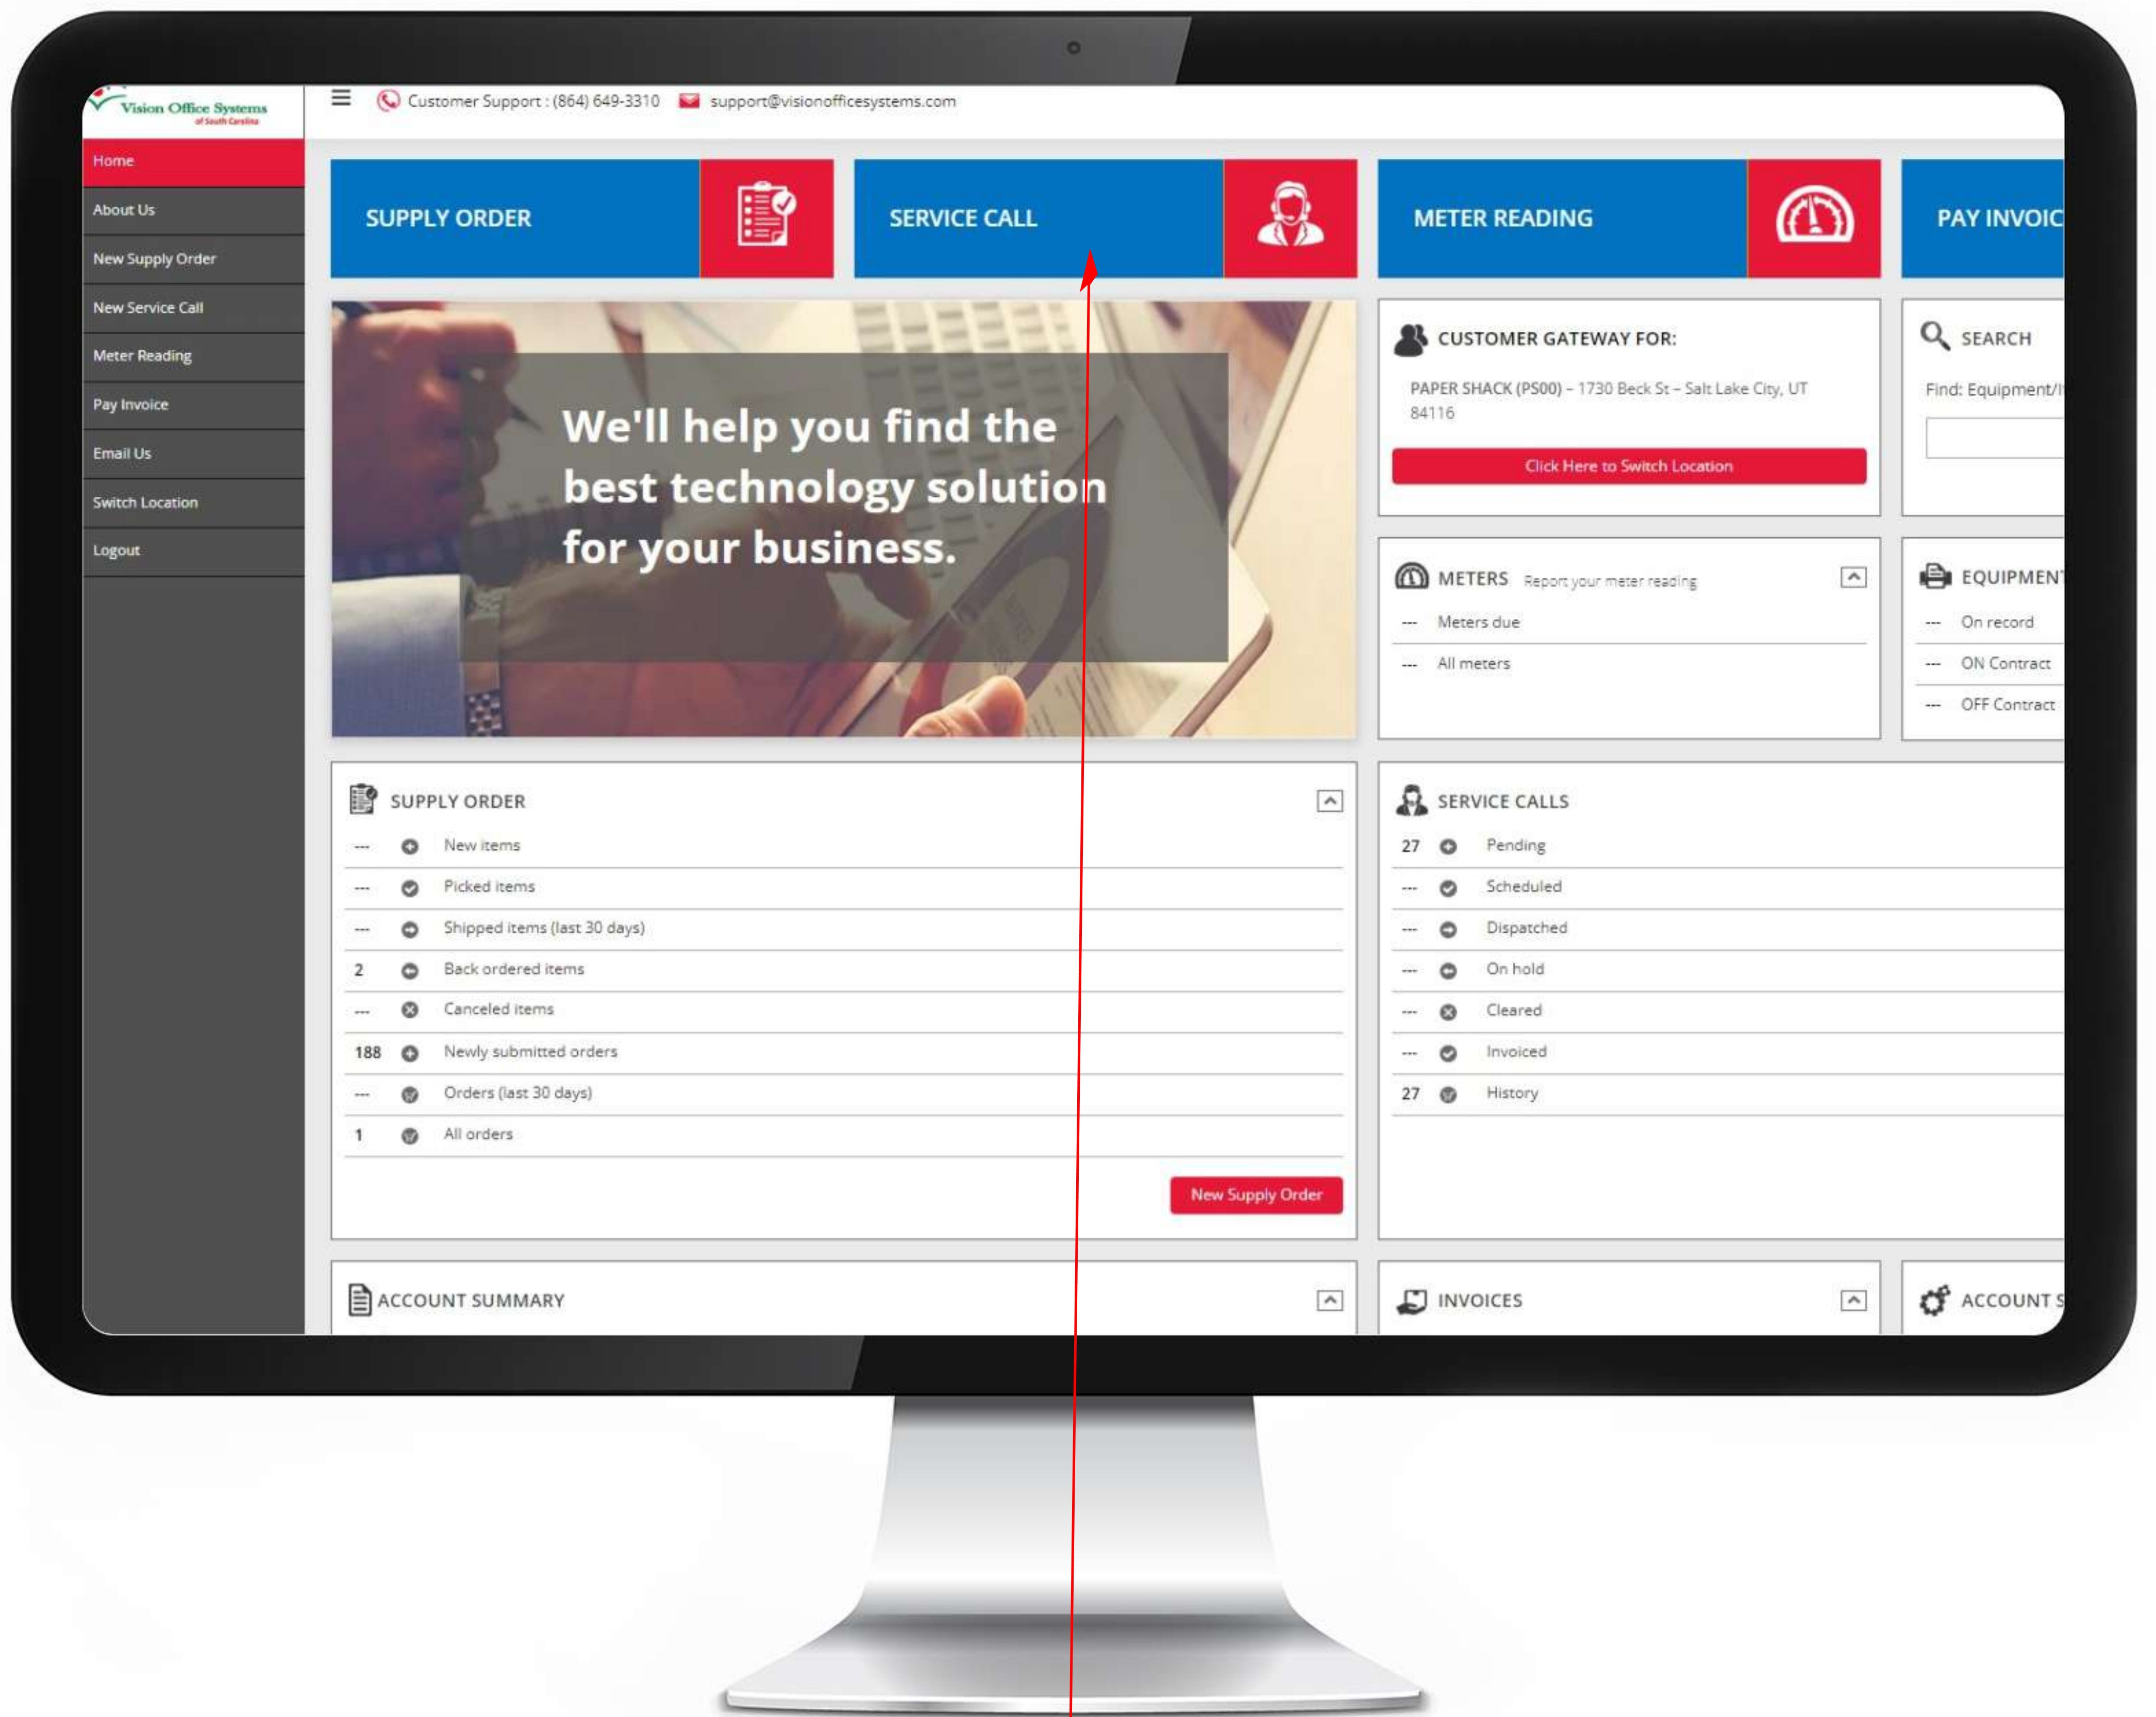 Vision Office Systems
of South Carolina
Customer Support : (864) 649-3310 support@visionofficesystems.com
Home
About Us
New Supply Order
New Service Call
Meter Reading
Pay Invoice
Email Us
Switch Location
Logout
SUPPLY ORDER
SERVICE CALL
METER READING
PAY INVOIC
We'll help you find the
best technology solution
for your business.
CUSTOMER GATEWAY FOR:
PAPER SHACK (PS00) – 1730 Beck St – Salt Lake City, UT
84116
Click Here to Switch Location
SEARCH
Find: Equipment/I
METERS Report your meter reading
--- Meters due
--- All meters
EQUIPMENT
--- On record
--- ON Contract
--- OFF Contract
SUPPLY ORDER
--- New items
--- Picked items
--- Shipped items (last 30 days)
2 Back ordered items
--- Canceled items
188 Newly submitted orders
--- Orders (last 30 days)
1 All orders
New Supply Order
SERVICE CALLS
27 Pending
--- Scheduled
--- Dispatched
--- On hold
--- Cleared
--- Invoiced
27 History
ACCOUNT SUMMARY
INVOICES
ACCOUNT S